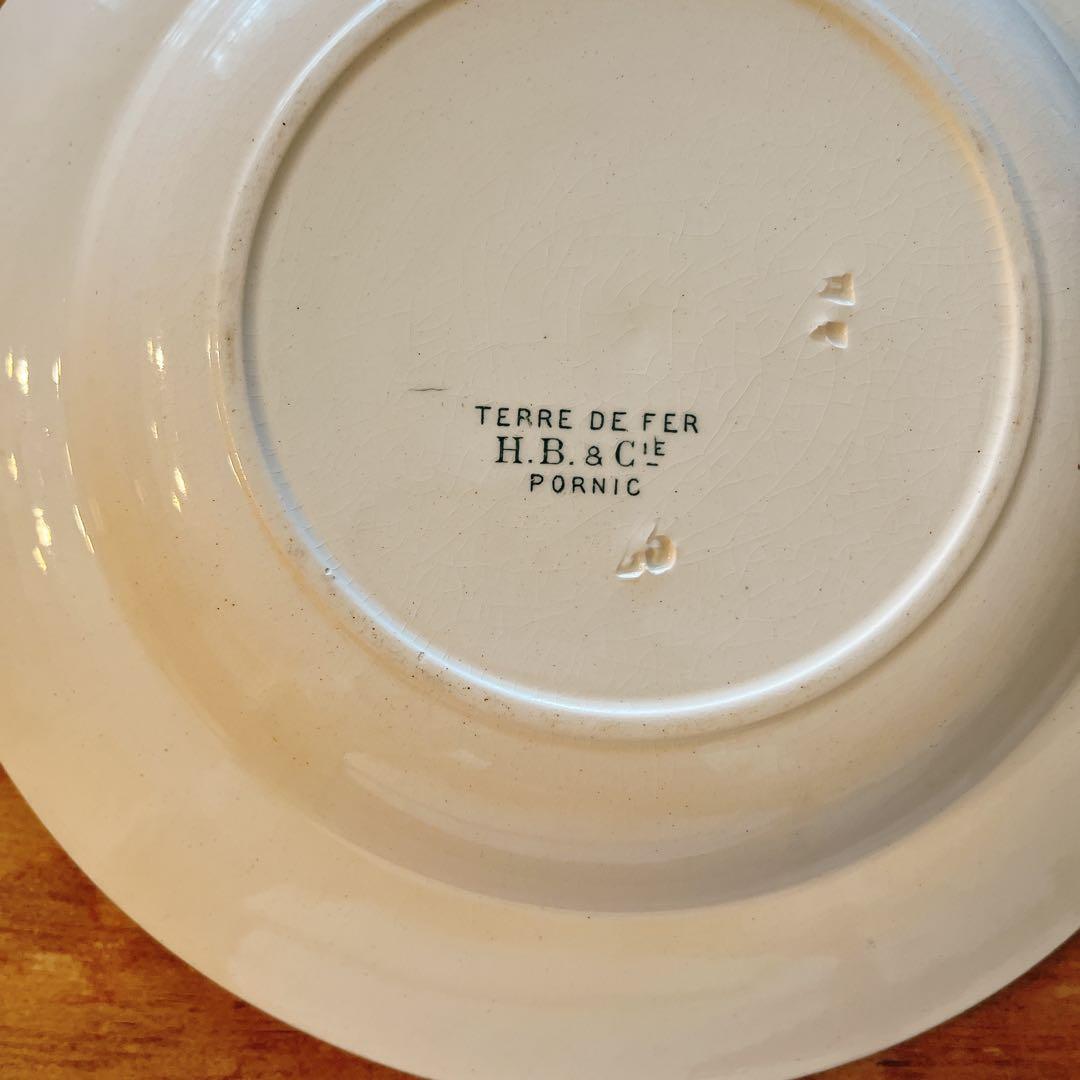 TERRE DE FER
H.B. & Cie
PORNIC